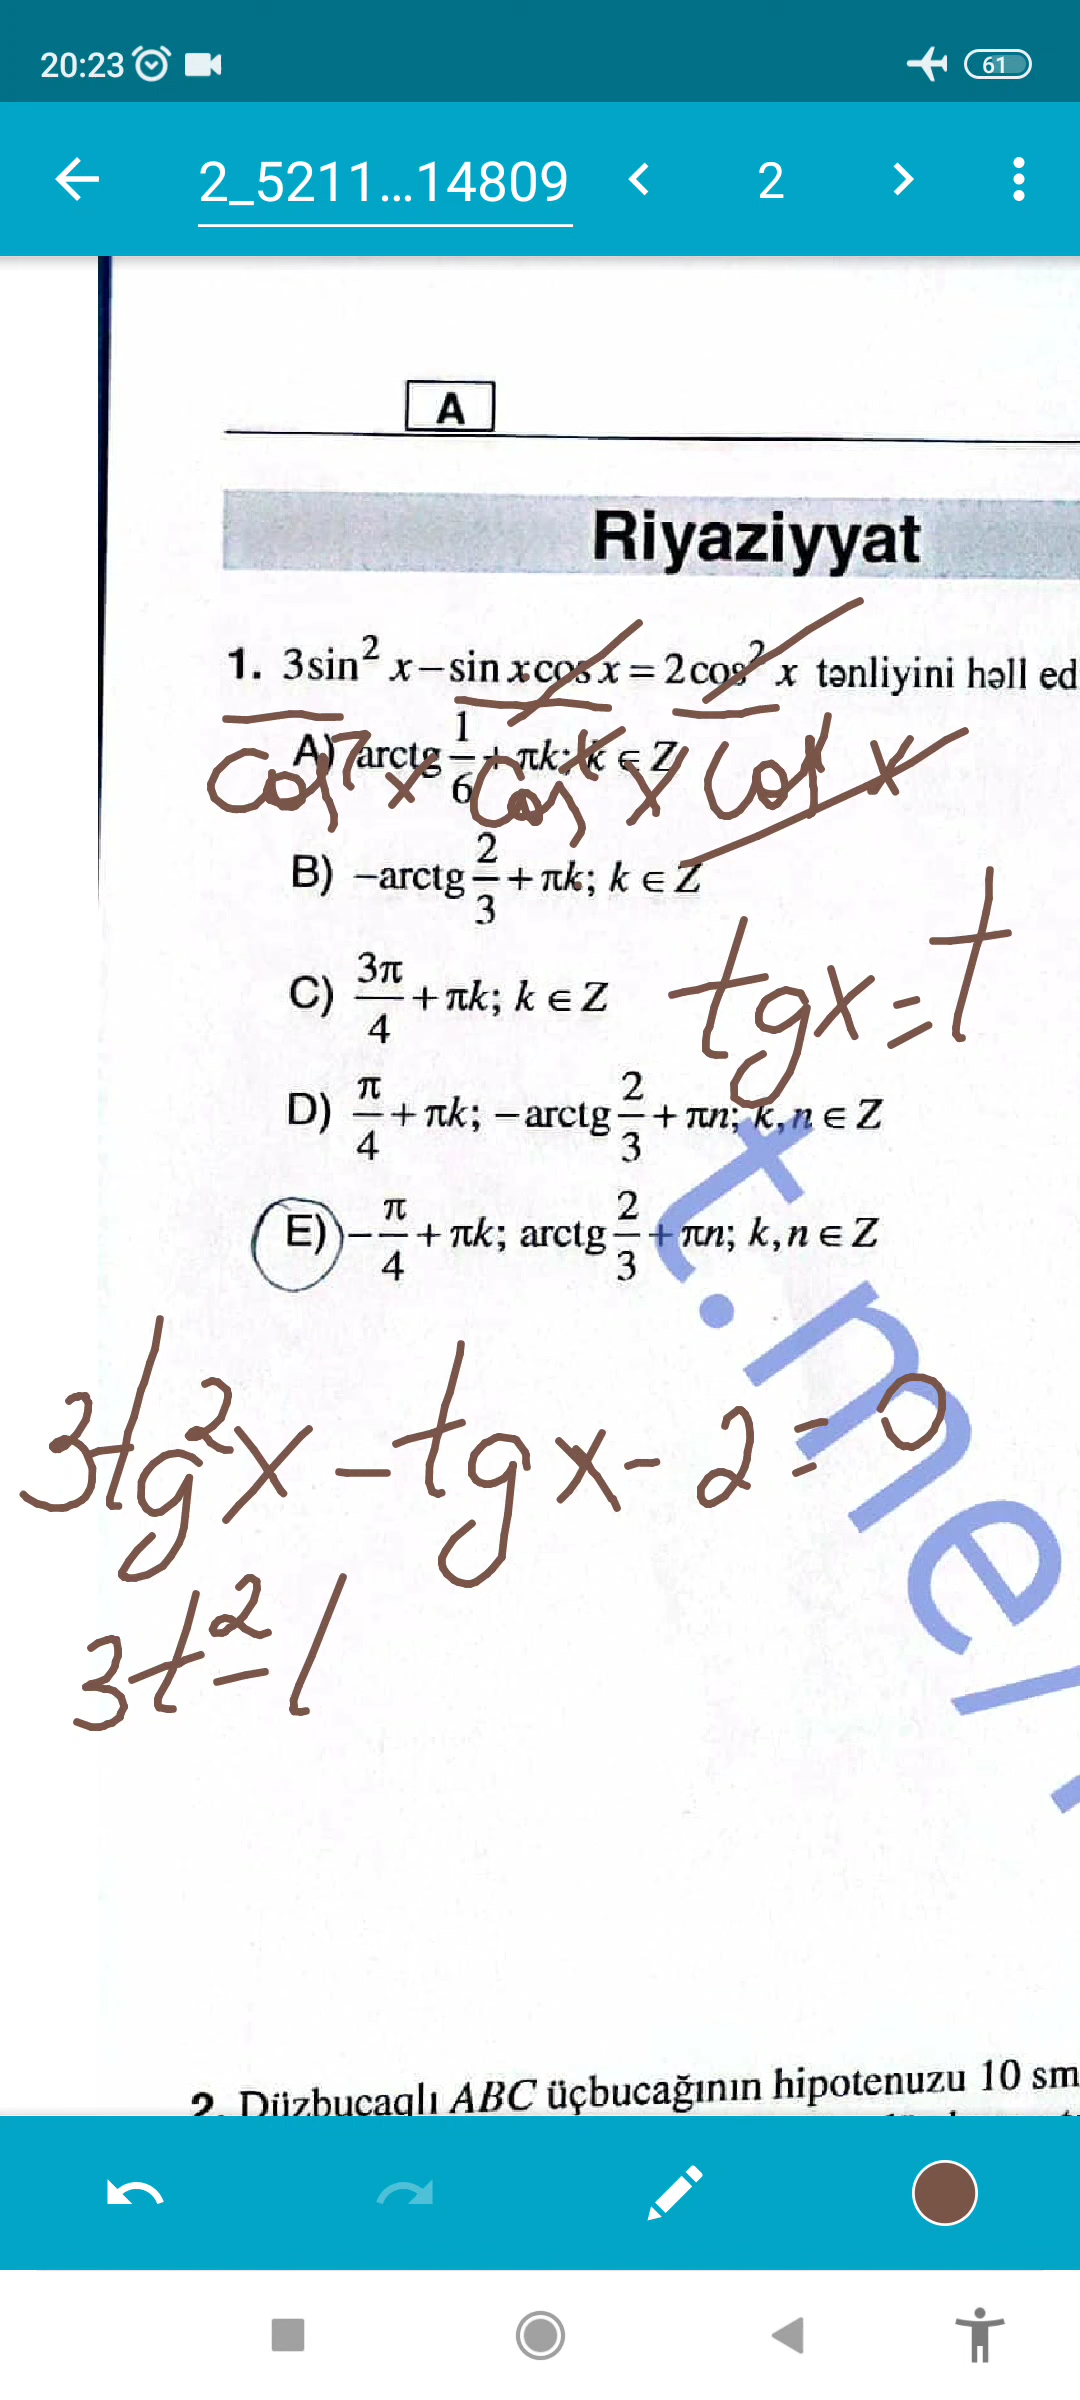 20:23 61
2_5211...14809 < 2 >
A
Riyaziyyat
1. 3sin² x – sin x cos x = 2cos² x tənliyini həll ed
cos² x cos² x cos² x
A) arctg 1/6 + πk; k ∈ Z
B) –arctg 2/3 + πk; k ∈ Z
C) 3π/4 + πk; k ∈ Z
tgx = t
D) π/4 + πk; –arctg 2/3 + πn; k, n ∈ Z
E) –π/4 + πk; arctg 2/3 + πn; k, n ∈ Z
t.me/
3tg²x – tgx – 2 = 0
3t² –
2. Düzbucaqlı ABC üçbucağının hipotenuzu 10 sm